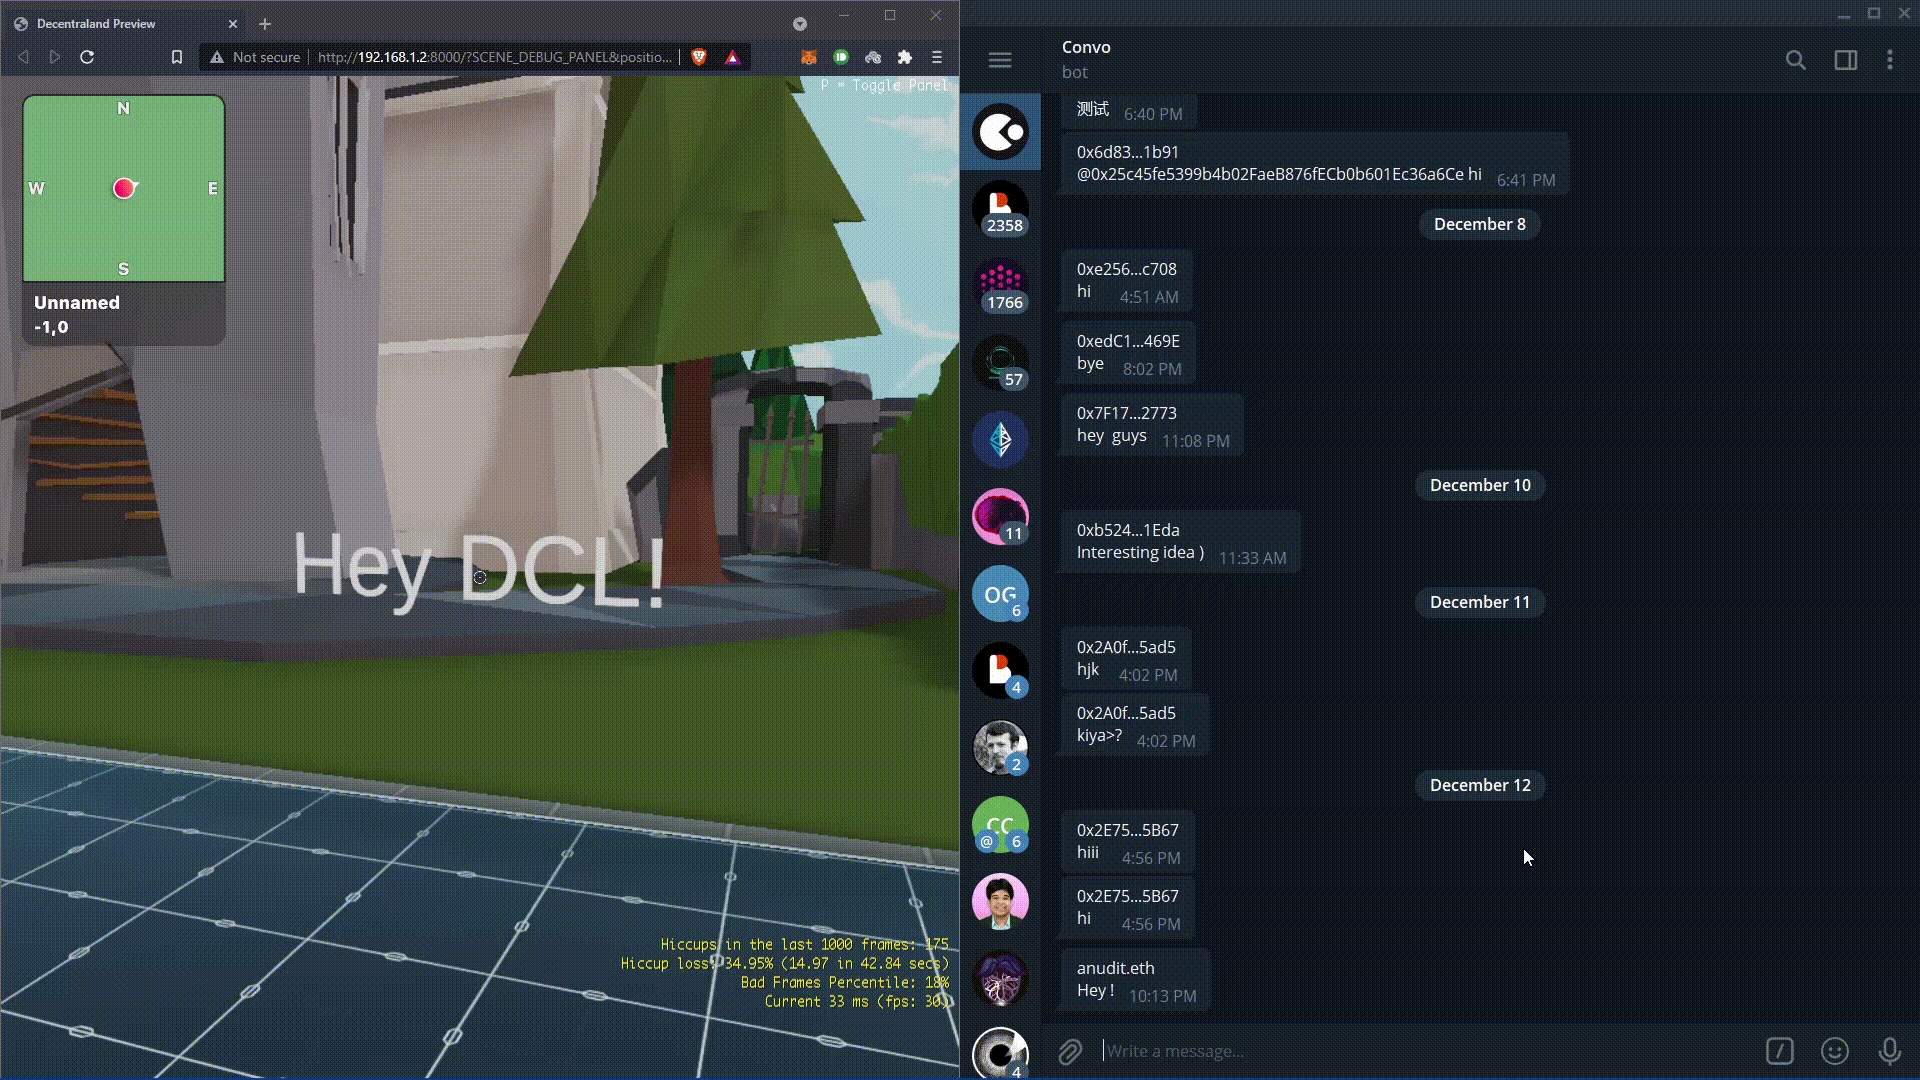 Decentraland Preview
Not secure
http://192.168.1.2:8000/?SCENE_DEBUG_PANEL&positio...
P = Toggle Panel
N
W
E
S
Unnamed
-1,0
Hey DCL!
Hiccups in the last 1000 frames: 175
Hiccup loss: 34.95% (14.97 in 42.84 secs)
Bad Frames Percentile: 18%
Current 33 ms (fps: 30)
Convo
bot
2358
1766
57
11
OG
6
4
2
CC
@
6
4
测试
6:40 PM
0x6d83...1b91
@0x25c45fe5399b4b02FaeB876fECb0b601Ec36a6Ce hi
6:41 PM
December 8
0xe256...c708
hi
4:51 AM
0xedC1...469E
bye
8:02 PM
0x7F17...2773
hey guys
11:08 PM
December 10
0xb524...1Eda
Interesting idea )
11:33 AM
December 11
0x2A0f...5ad5
hjk
4:02 PM
0x2A0f...5ad5
kiya>?
4:02 PM
December 12
0x2E75...5B67
hiii
4:56 PM
0x2E75...5B67
hi
4:56 PM
anudit.eth
Hey !
10:13 PM
Write a message...